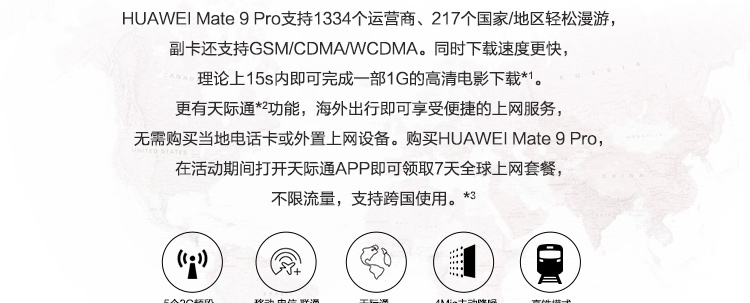 HUAWEI Mate 9 Pro支持1334个运营商、217个国家/地区轻松漫游，
副卡还支持GSM/CDMA/WCDMA。同时下载速度更快，
理论上15s内即可完成一部1G的高清电影下载*1。
更有天际通*2功能，海外出行即可享受便捷的上网服务，
无需购买当地电话卡或外置上网设备。购买HUAWEI Mate 9 Pro，
在活动期间打开天际通APP即可领取7天全球上网套餐，
不限流量，支持跨国使用。*3